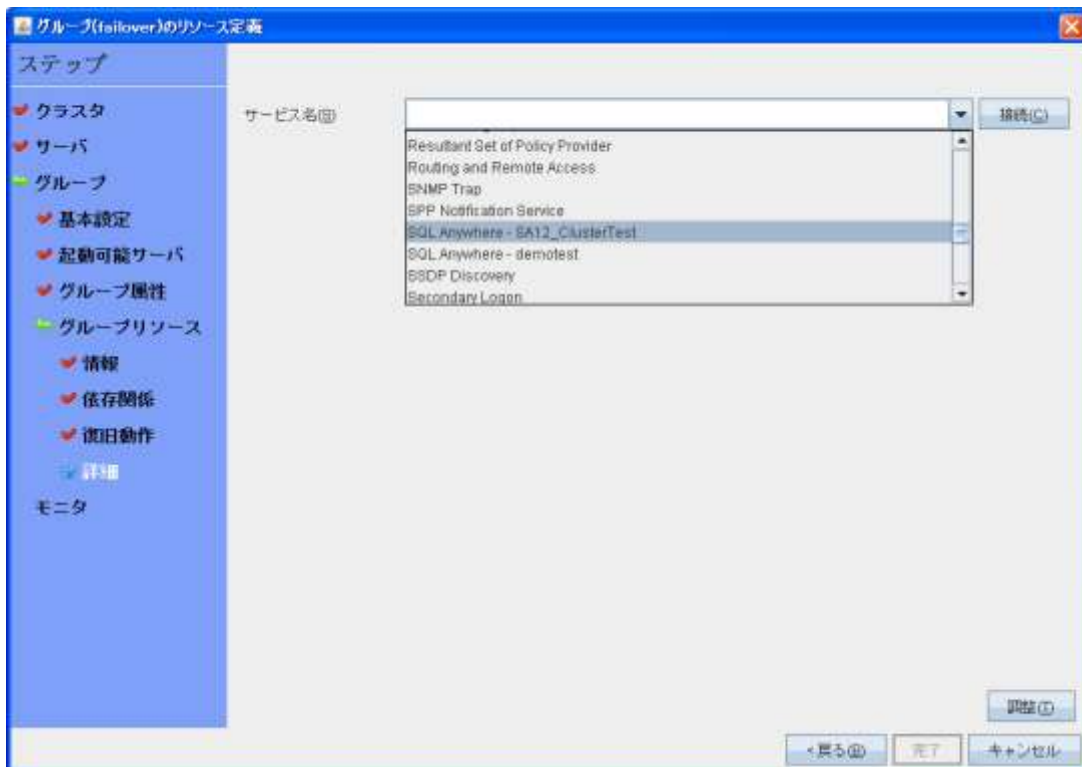 グループ(failover)のリソース定義
ステップ
クラスタ
サーバ
グループ
基本設定
起動可能サーバ
グループ属性
グループリソース
情報
依存関係
復旧動作
詳細
モニタ
サービス名(S)
接続(C)
Resultant Set of Policy Provider
Routing and Remote Access
SNMP Trap
SPP Notification Service
SQL Anywhere - SA12_ClusterTest
SQL Anywhere - demotest
SSDP Discovery
Secondary Logon
調整(T)
<戻る(B)
完了
キャンセル